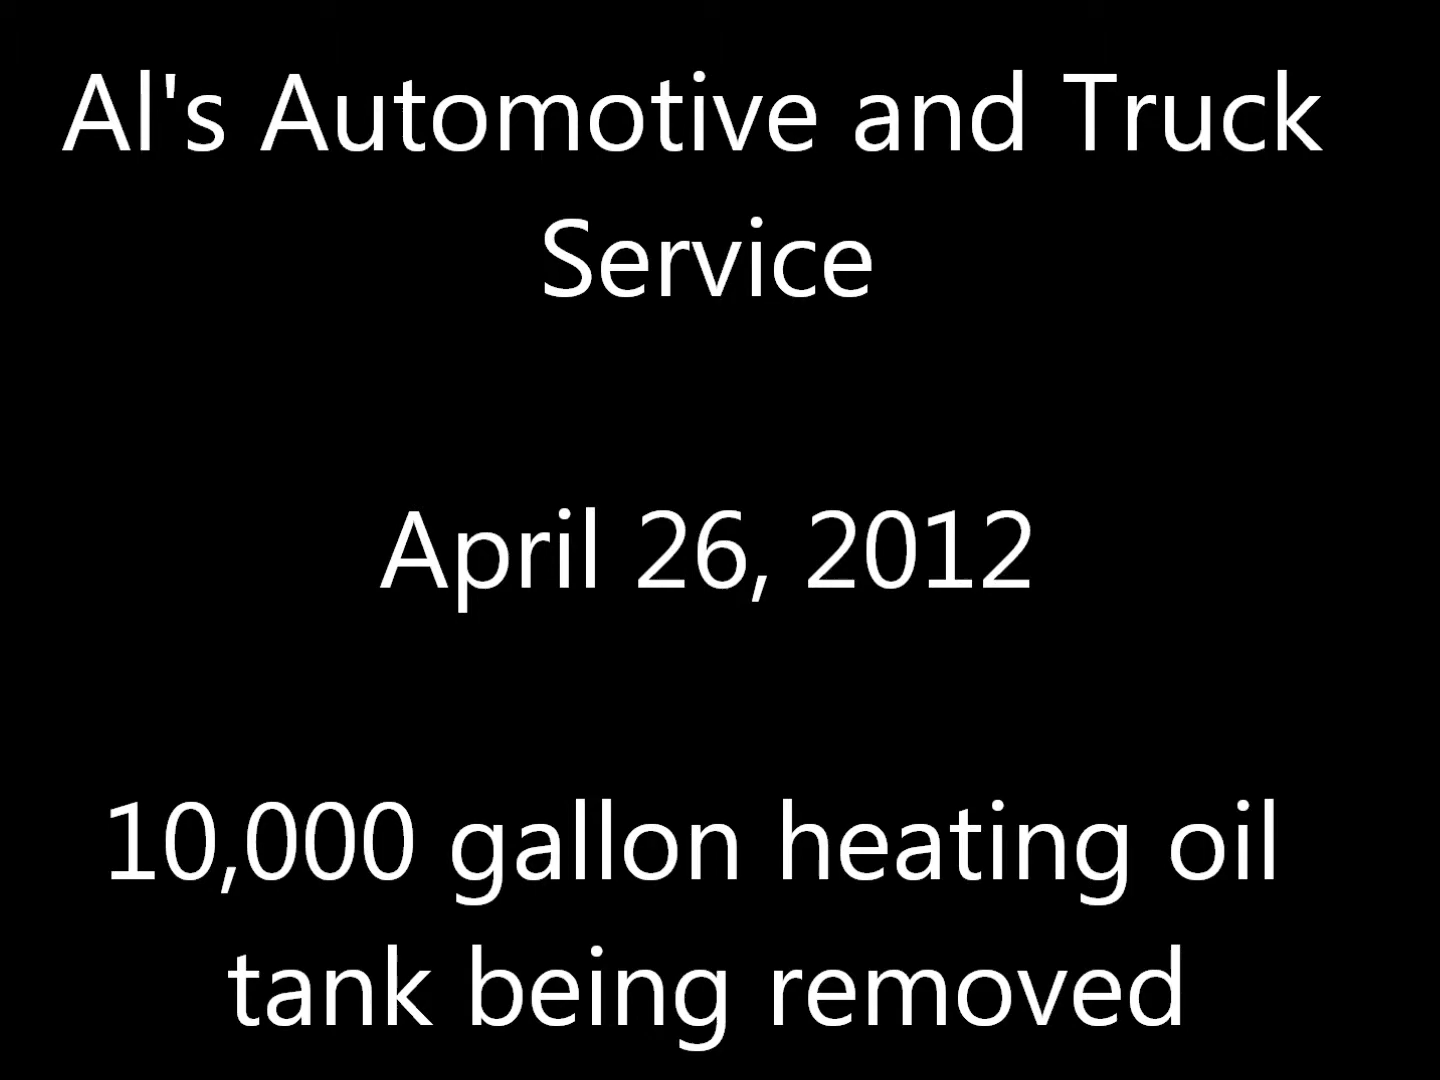 Al's Automotive and Truck
Service
April 26, 2012
10,000 gallon heating oil
tank being removed